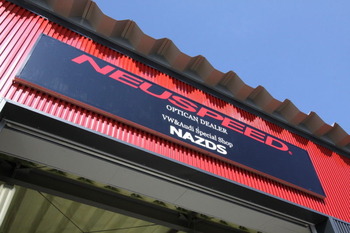 NEUSPEED.
OPTICAN DEALER
VW&Audi Special Shop
NAZDS